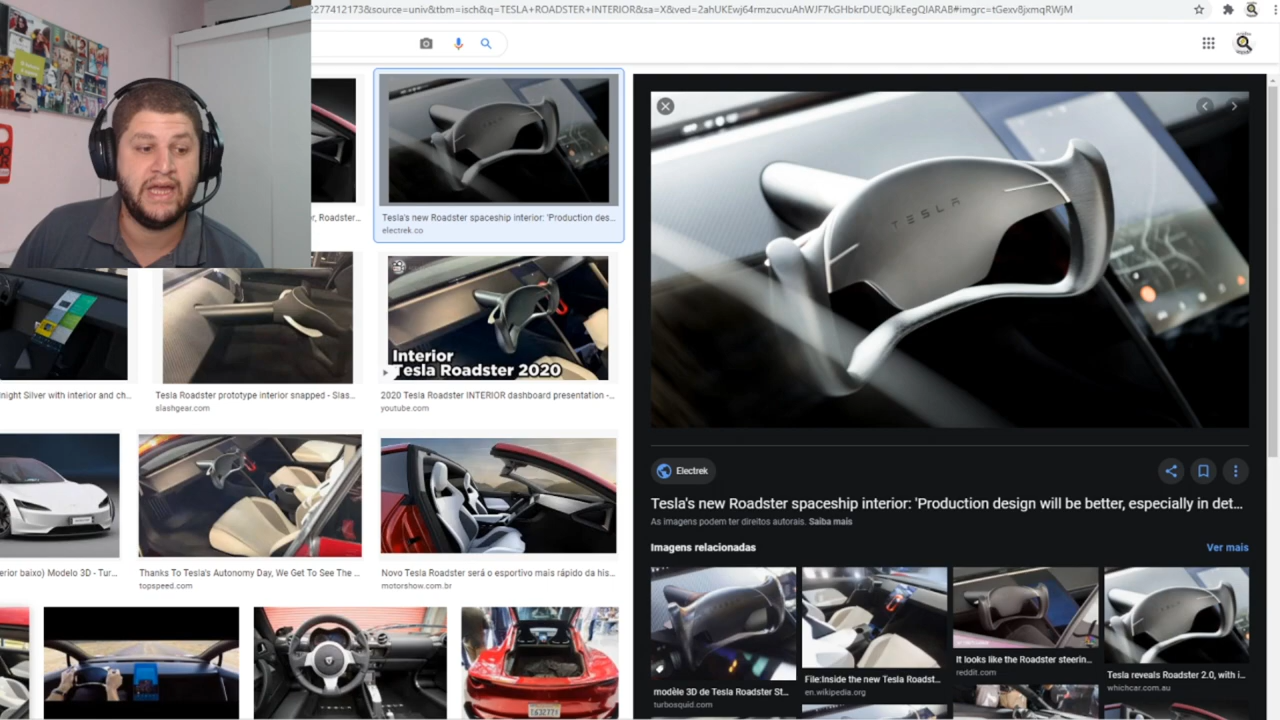 2277412173&source=univ&tbm=isch&q=TESLA+ROADSTER+INTERIOR&sa=X&ved=2ahUKEwj64rmzucvuAhWJF7kGHbkrDUEQjJkEegQIARAB#imgrc=tGexv8jxmqRWjM
r, Roadster...
Tesla's new Roadster spaceship interior: 'Production des...
electrek.co
TESLA
Interior
Tesla Roadster 2020
night Silver with interior and ch...
Tesla Roadster prototype interior snapped - Slas...
slashgear.com
2020 Tesla Roadster INTERIOR dashboard presentation -...
youtube.com
Electrek
Tesla's new Roadster spaceship interior: 'Production design will be better, especially in det...
As imagens podem ter direitos autorais. Saiba mais
Imagens relacionadas
Ver mais
erior baixo) Modelo 3D - Tur...
Thanks To Tesla's Autonomy Day, We Get To See The ...
topspeed.com
Novo Tesla Roadster será o esportivo mais rápido da his...
motorshow.com.br
modèle 3D de Tesla Roadster St...
turbosquid.com
File:Inside the new Tesla Roadst...
en.wikipedia.org
It looks like the Roadster steerin...
reddit.com
Tesla reveals Roadster 2.0, with i...
whichcar.com.au